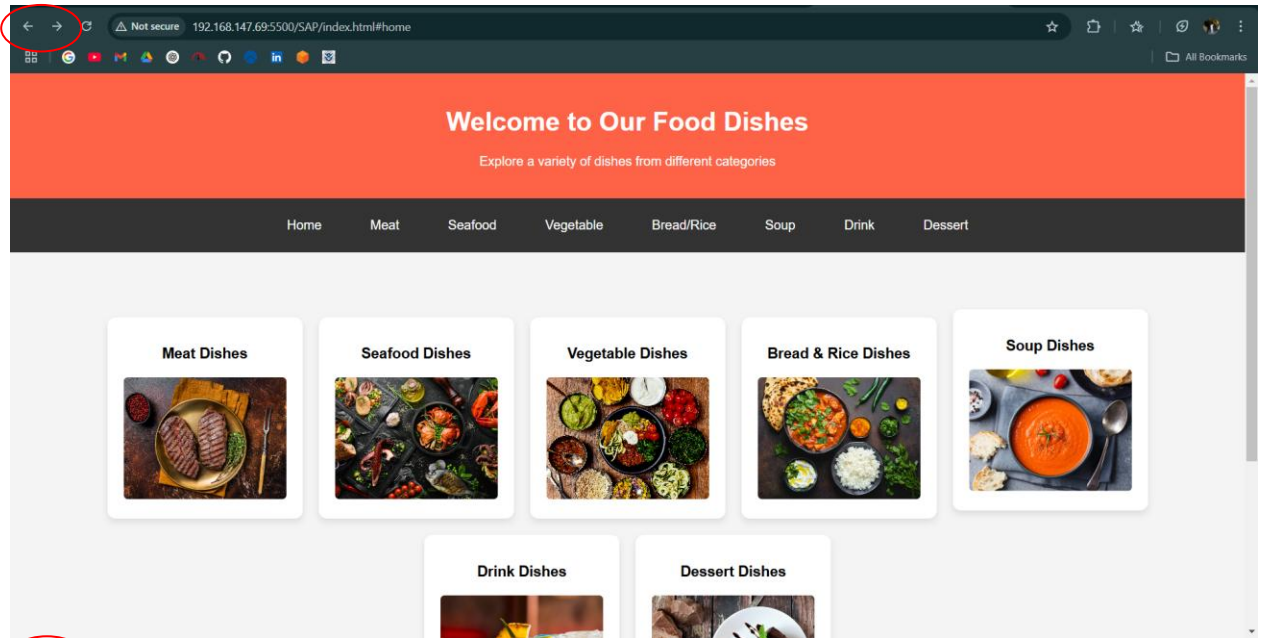 Not secure 192.168.147.69:5500/SAP/index.html#home
All Bookmarks
Welcome to Our Food Dishes
Explore a variety of dishes from different categories
Home Meat Seafood Vegetable Bread/Rice Soup Drink Dessert
Meat Dishes Seafood Dishes Vegetable Dishes Bread & Rice Dishes Soup Dishes
Drink Dishes Dessert Dishes